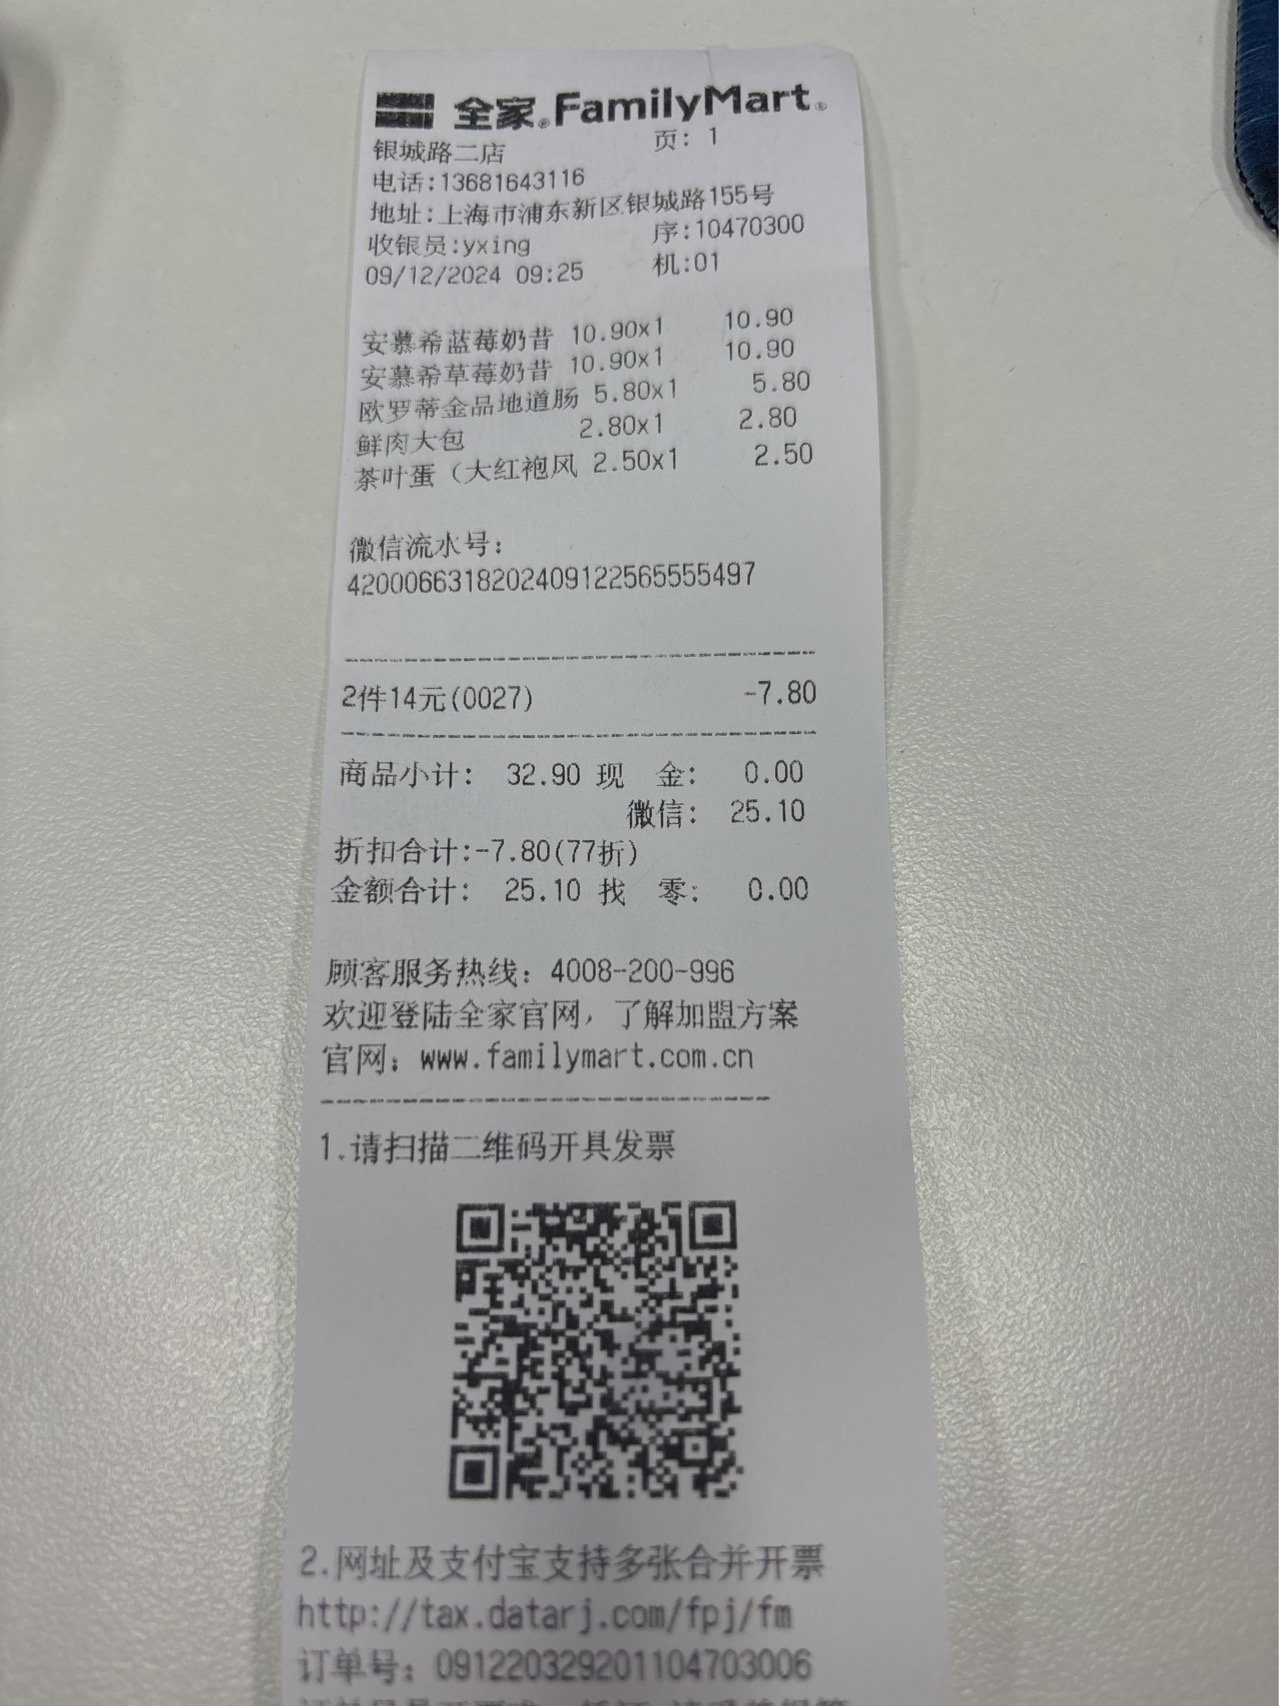 全家®FamilyMart®
银城路二店 页: 1
电话:13681643116
地址:上海市浦东新区银城路155号
收银员:yxing 序:10470300
09/12/2024 09:25 机:01
安慕希蓝莓奶昔 10.90x1 10.90
安慕希草莓奶昔 10.90x1 10.90
欧罗蒂金品地道肠 5.80x1 5.80
鲜肉大包 2.80x1 2.80
茶叶蛋（大红袍风 2.50x1 2.50
微信流水号:
4200066318202409122565555497
2件14元(0027) -7.80
商品小计: 32.90 现 金: 0.00
微信: 25.10
折扣合计:-7.80(77折)
金额合计: 25.10 找 零: 0.00
顾客服务热线: 4008-200-996
欢迎登陆全家官网，了解加盟方案
官网: www.familymart.com.cn
1.请扫描二维码开具发票
2.网址及支付宝支持多张合并开票
http://tax.datarj.com/fpj/fm
订单号: 091220329201104703006